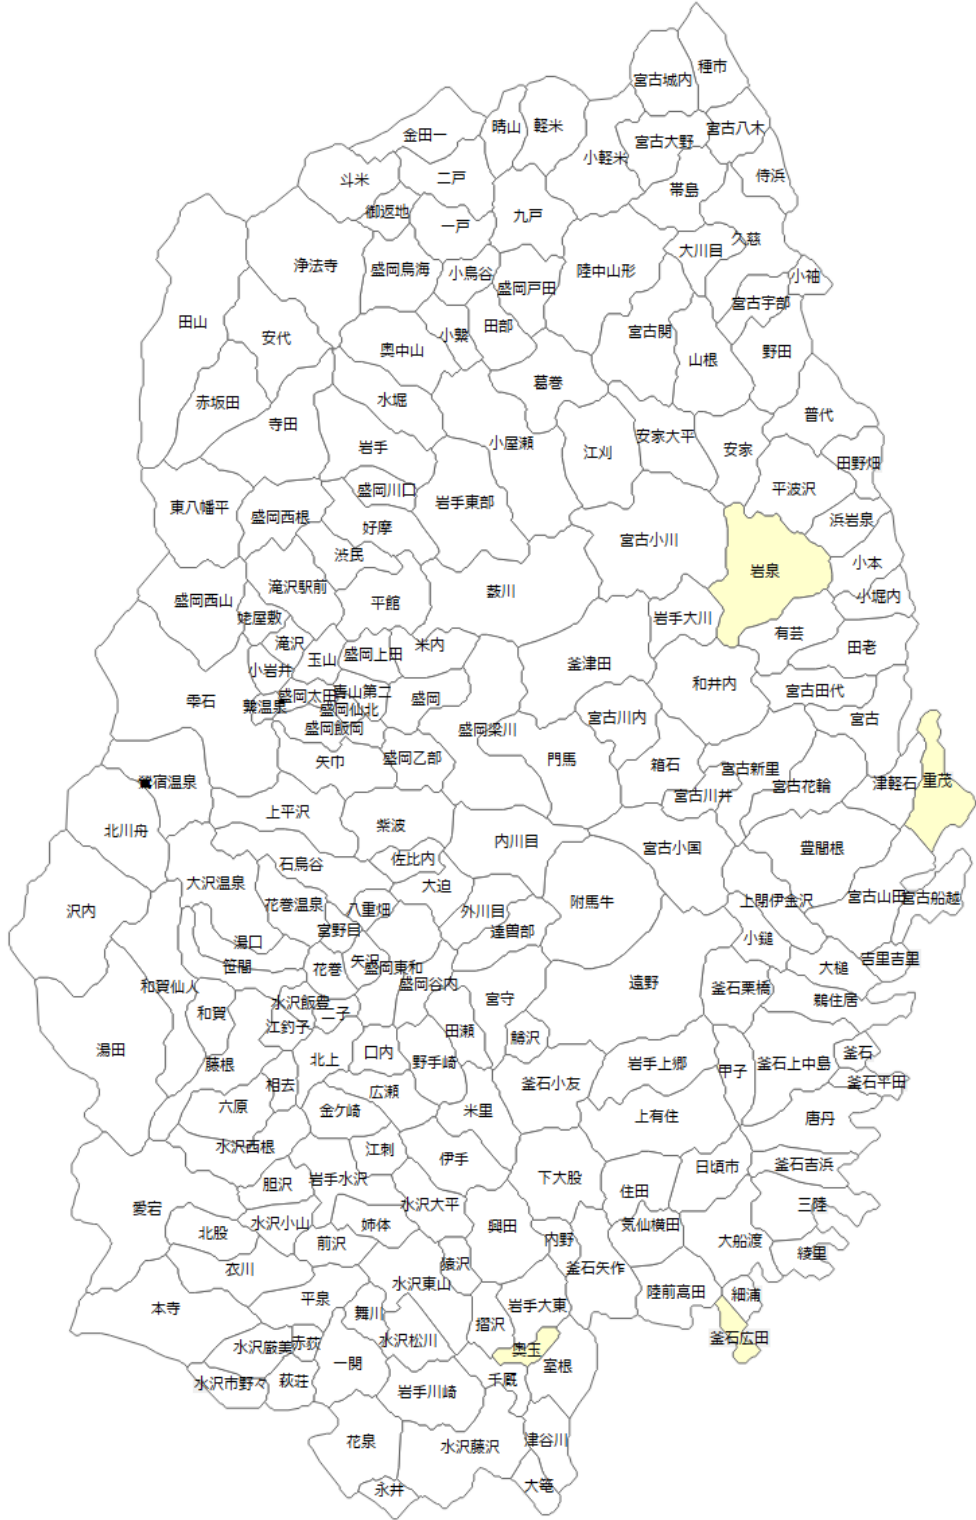 種市
宮古城内
晴山
軽米
宮古八木
金田一
宮古大野
小軽米
侍浜
斗米
二戸
帯島
御返地
九戸
一戸
久慈
大川目
浄法寺
盛岡鳥海
小鳥谷
陸中山形
小袖
盛岡戸田
宮古宇部
田山
田部
宮古関
安代
小繋
奥中山
野田
山根
葛巻
水堀
赤坂田
普代
寺田
安家大平
岩手
小屋瀬
江刈
安家
田野畑
盛岡川口
平波沢
岩手東部
東八幡平
盛岡西根
浜岩泉
好摩
宮古小川
渋民
小本
岩泉
滝沢駅前
薮川
盛岡西山
平館
小堀内
姥屋敷
岩手大川
有芸
滝沢
米内
田老
玉山
盛岡上田
小岩井
釜津田
和井内
宮古田代
盛岡太田
青山第二
盛岡
雫石
繋温泉
盛岡仙北
宮古川内
宮古
盛岡飯岡
盛岡梁川
矢巾
盛岡乙部
門馬
箱石
宮古新里
鶯宿温泉
宮古川井
宮古花輪
津軽石
重茂
上平沢
北川舟
紫波
内川目
宮古小国
豊間根
石鳥谷
佐比内
大沢温泉
大迫
沢内
花巻温泉
八重畑
外川目
附馬牛
上閉伊金沢
宮古山田
宮古船越
宮野目
達曽部
湯口
小鎚
笹間
花巻
矢沢
盛岡東和
大槌
吉里吉里
和賀仙人
盛岡谷内
遠野
釜石栗橋
宮守
鵜住居
水沢飯豊
和賀
二子
江釣子
田瀬
鱒沢
湯田
北上
口内
野手崎
岩手上郷
釜石上中島
釜石
藤根
甲子
相去
釜石小友
釜石平田
広瀬
六原
金ケ崎
米里
上有住
唐丹
水沢西根
江刺
伊手
日頃市
釜石吉浜
胆沢
岩手水沢
下大股
住田
愛宕
水沢大平
三陸
北股
水沢小山
姉体
興田
気仙横田
前沢
内野
大船渡
綾里
衣川
猿沢
釜石矢作
水沢東山
陸前高田
細浦
平泉
本寺
舞川
岩手大東
摺沢
釜石広田
水沢厳美
赤荻
水沢松川
奥玉
一関
室根
水沢市野々
萩荘
千厩
岩手川崎
花泉
水沢藤沢
津谷川
永井
大篭